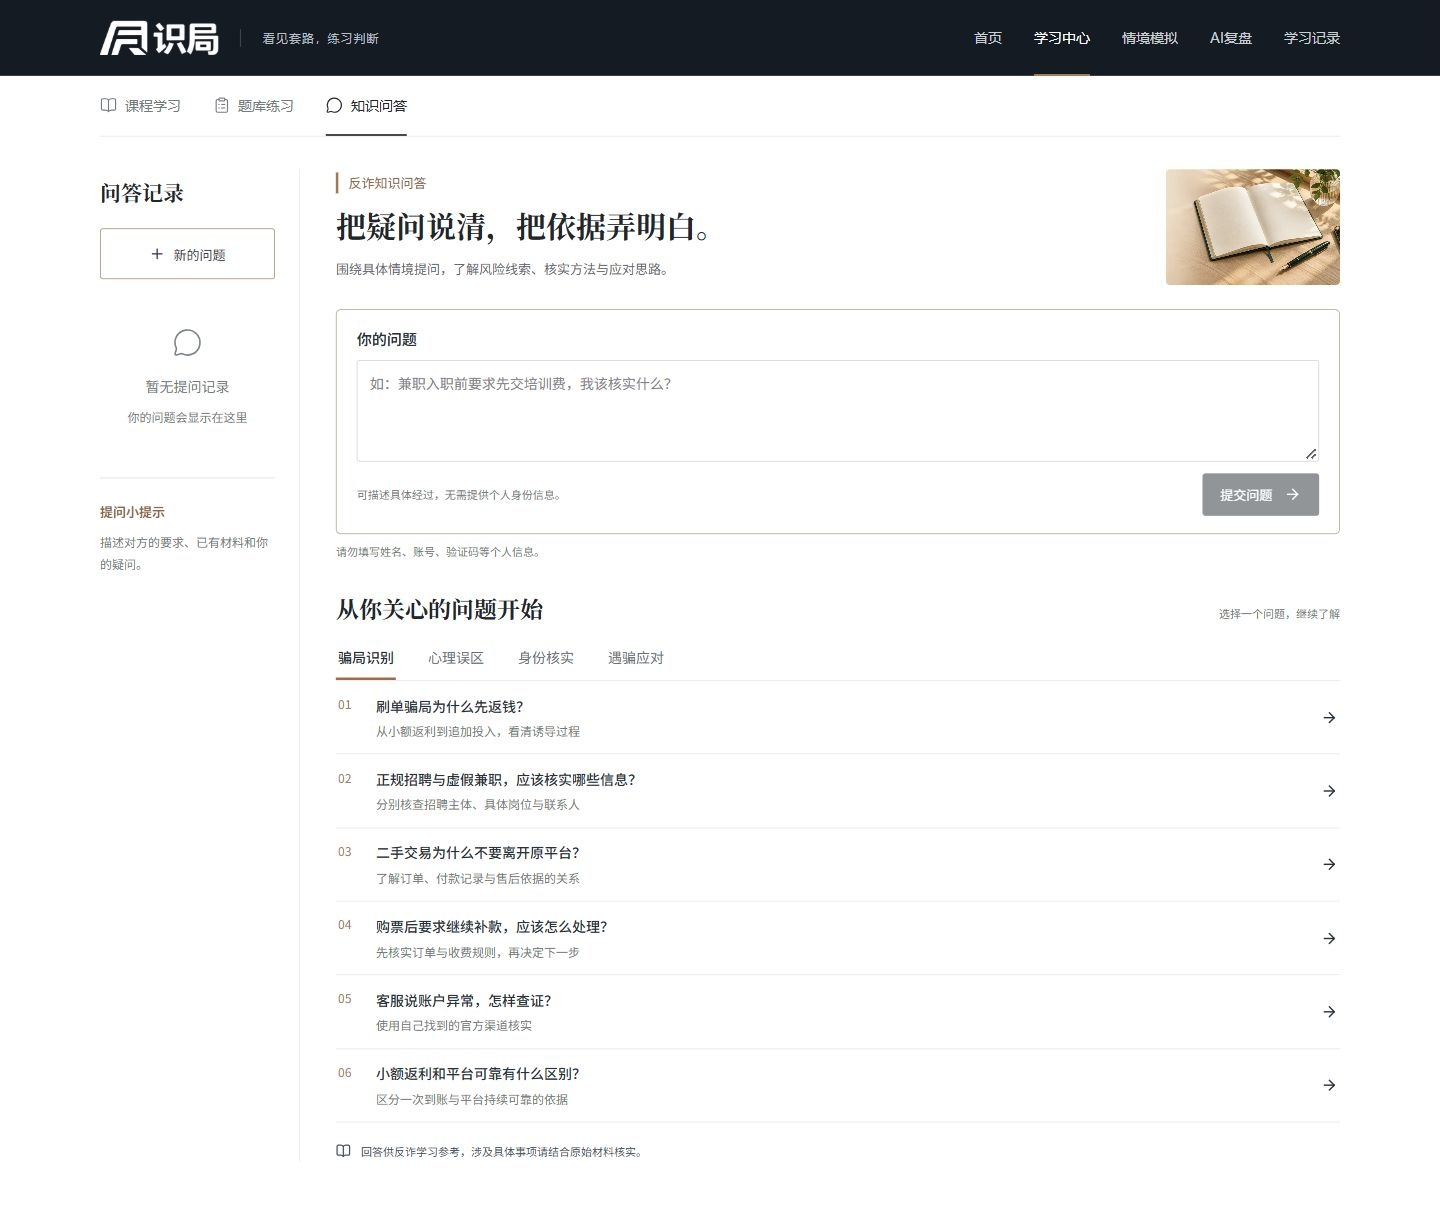 识局
看见套路，练习判断
首页
学习中心
情境模拟
AI复盘
学习记录
课程学习
题库练习
知识问答
问答记录
新的问题
暂无提问记录
你的问题会显示在这里
提问小提示
描述对方的要求、已有材料和你
的疑问。
反诈知识问答
把疑问说清，把依据弄明白。
围绕具体情境提问，了解风险线索、核实方法与应对思路。
你的问题
如：兼职入职前要求先交培训费，我该核实什么？
可描述具体经过，无需提供个人身份信息。
提交问题
请勿填写姓名、账号、验证码等个人信息。
从你关心的问题开始
选择一个问题，继续了解
骗局识别
心理误区
身份核实
遇骗应对
01
刷单骗局为什么先返钱？
从小额返利到追加投入，看清诱导过程
02
正规招聘与虚假兼职，应该核实哪些信息？
分别核查招聘主体、具体岗位与联系人
03
二手交易为什么不要离开原平台？
了解订单、付款记录与售后依据的关系
04
购票后要求继续补款，应该怎么处理？
先核实订单与收费规则，再决定下一步
05
客服说账户异常，怎样查证？
使用自己找到的官方渠道核实
06
小额返利和平台可靠有什么区别？
区分一次到账与平台持续可靠的依据
回答供反诈学习参考，涉及具体事项请结合原始材料核实。